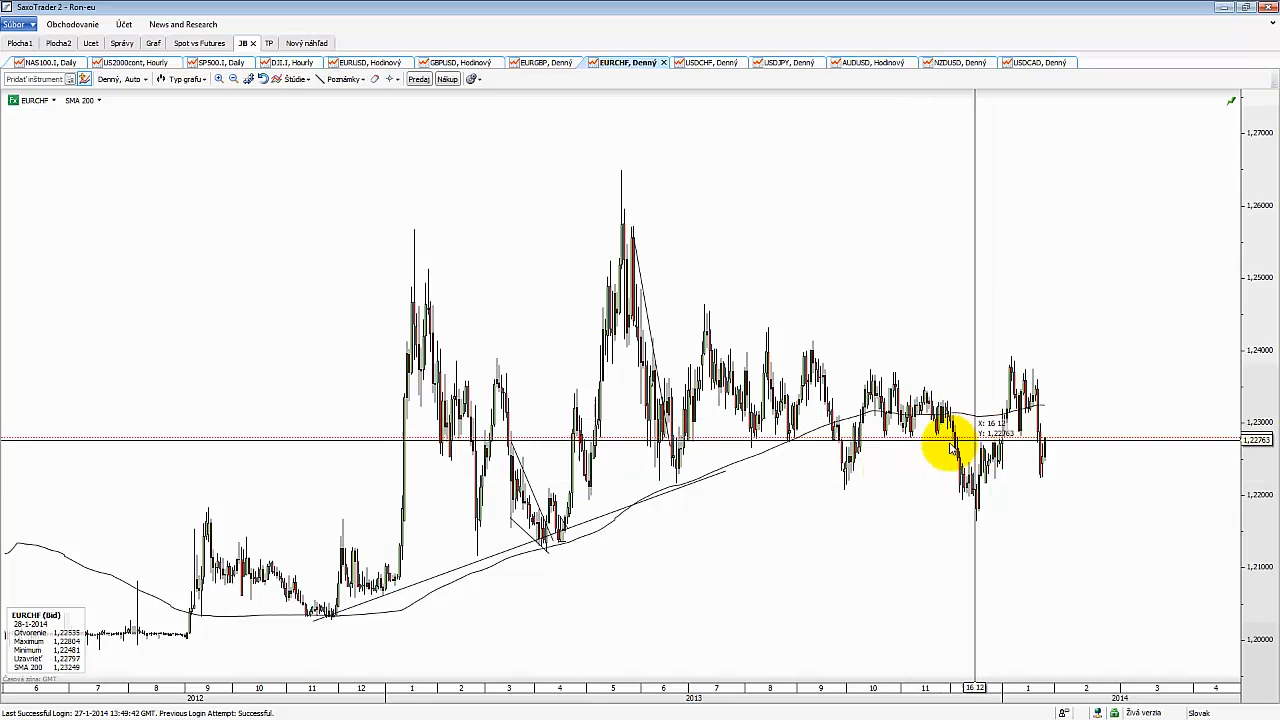 SaxoTrader 2 - Ron-eu
Súbor Obchodovanie Účet News and Research
Plocha1 Plocha2 Ucet Správy Graf Spot vs Futures JB TP Nový náhľad
NAS100.I, Daily US2000cont, Hourly SP500.I, Daily DJI.I, Hourly EURUSD, Hodinový GBPUSD, Hodinový EURGBP, Denný EURCHF, Denný USDCHF, Denný USDJPY, Denný AUDUSD, Hodinový NZDUSD, Denný USDCAD, Denný
Pridať inštrument Denný, Auto Typ grafu Štúdie Poznámky Predaj Nákup
Fx EURCHF SMA 200
1,27000
1,26000
1,25000
1,24000
1,23000
X: 16 12
Y: 1,22763
1,22763
1,22000
1,21000
1,20000
EURCHF (Bid)
28-1-2014
Otvorenie 1,22535
Maximum 1,22804
Minimum 1,22481
Uzavrieť 1,22797
SMA 200 1,23249
Časová zóna: GMT
6 7 8 9 10 11 12 1 2 3 4 5 6 7 8 9 10 11 16 12 1 2 3 4
2012 2013 2014
Last Successful Login: 27-1-2014 13:49:42 GMT. Previous Login Attempt: Successful. Živá verzia Slovak